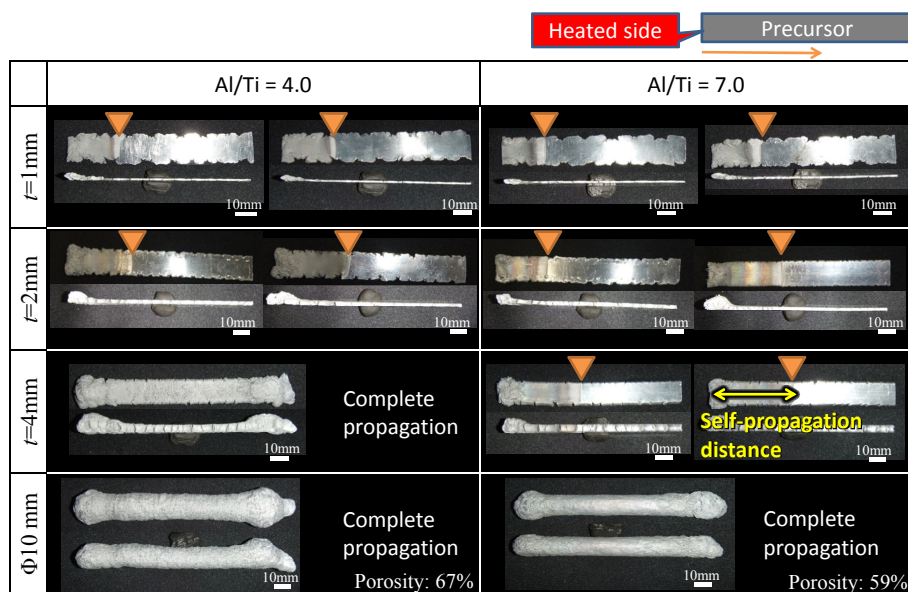 Heated side
Precursor
Al/Ti = 4.0
Al/Ti = 7.0
t=1mm
10mm
10mm
10mm
10mm
t=2mm
10mm
10mm
10mm
10mm
t=4mm
10mm
Complete
propagation
10mm
Self-propagation
distance
10mm
Φ10 mm
10mm
Complete
propagation
Porosity: 67%
10mm
Complete
propagation
Porosity: 59%